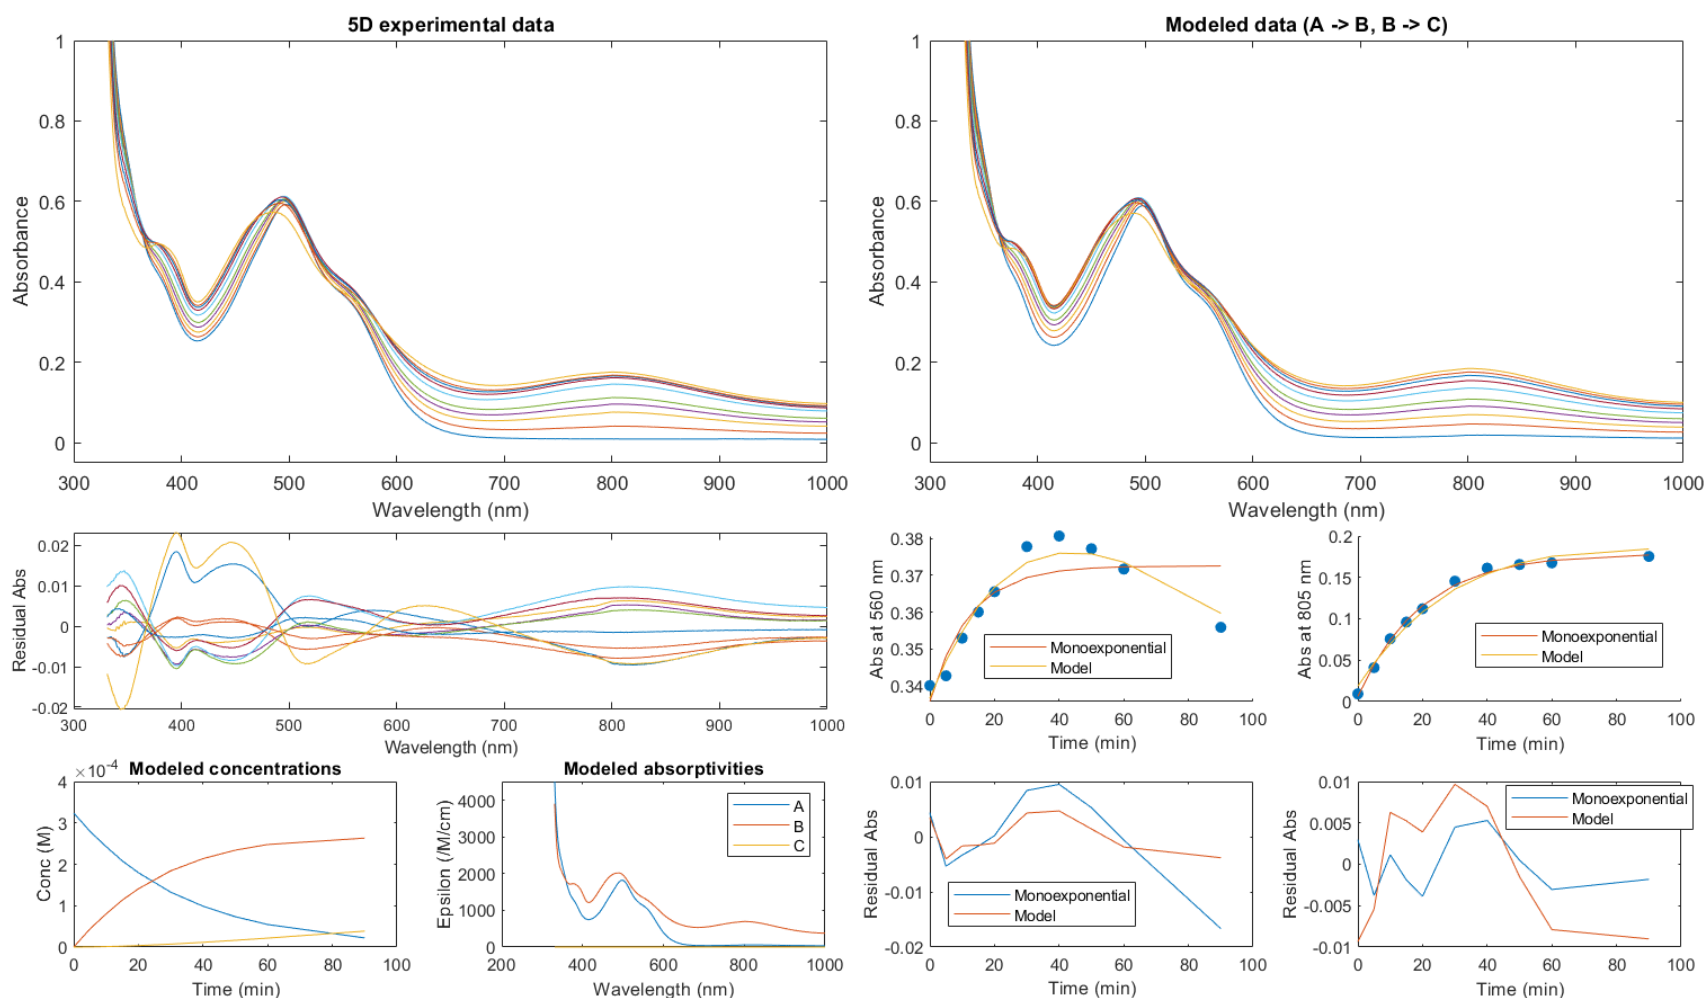 5D experimental data
Absorbance
1
0.8
0.6
0.4
0.2
0
300 400 500 600 700 800 900 1000
Wavelength (nm)
Modeled data (A -> B, B -> C)
Absorbance
1
0.8
0.6
0.4
0.2
0
300 400 500 600 700 800 900 1000
Wavelength (nm)
Residual Abs
0.02
0.01
0
-0.01
-0.02
300 400 500 600 700 800 900 1000
Wavelength (nm)
Abs at 560 nm
0.38
0.37
0.36
0.35
0.34
Monoexponential
Model
0 20 40 60 80 100
Time (min)
Abs at 805 nm
0.2
0.15
0.1
0.05
0
Monoexponential
Model
0 20 40 60 80 100
Time (min)
Modeled concentrations
×10-4
Conc (M)
4
3
2
1
0
0 20 40 60 80 100
Time (min)
Modeled absorptivities
Epsilon (/M/cm)
4000
3000
2000
1000
0
A
B
C
200 400 600 800 1000
Wavelength (nm)
Residual Abs
0.01
0
-0.01
-0.02
Monoexponential
Model
0 20 40 60 80 100
Time (min)
Residual Abs
0.01
0.005
0
-0.005
-0.01
Monoexponential
Model
0 20 40 60 80 100
Time (min)